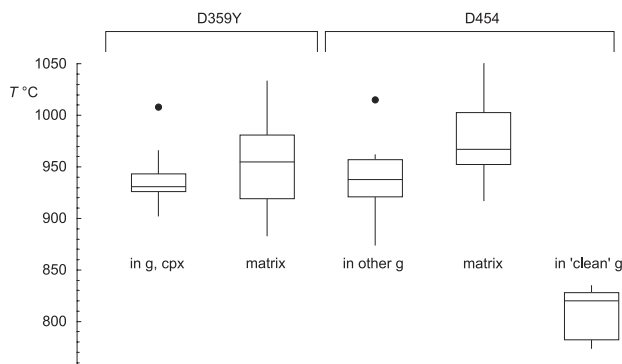 D359Y D454
1050
T °C
1000
950
900
in g, cpx matrix in other g matrix in 'clean' g
850
800